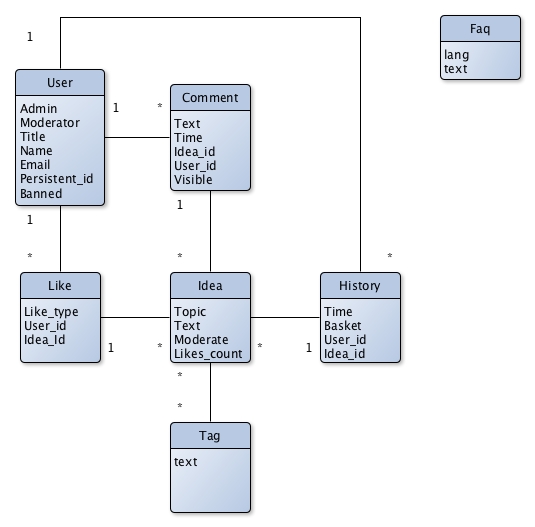 1
Faq
lang
text
User
Admin
Moderator
Title
Name
Email
Persistent_id
Banned
1
*
Comment
Text
Time
Idea_id
User_id
Visible
1
1
*
*
*
Like
Like_type
User_id
Idea_Id
Idea
Topic
Text
Moderate
Likes_count
History
Time
Basket
User_id
Idea_id
1
*
*
1
*
*
Tag
text